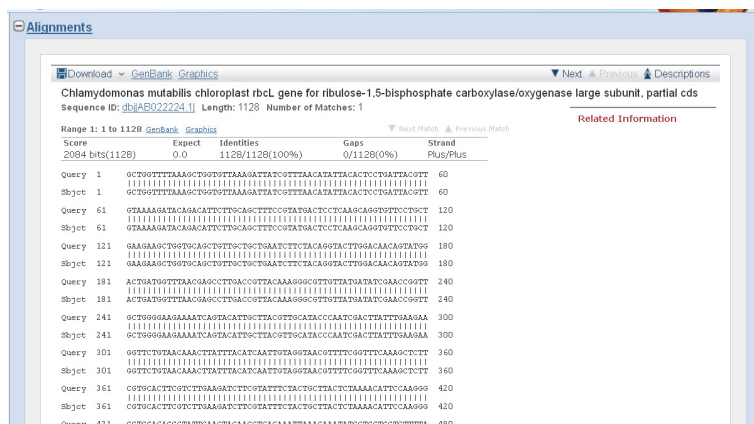 Alignments
Download GenBank Graphics Next Previous Descriptions
Chlamydomonas mutabilis chloroplast rbcL gene for ribulose-1,5-bisphosphate carboxylase/oxygenase large subunit, partial cds
Sequence ID: dbj|AB022224.1| Length: 1128 Number of Matches: 1
Related Information
Range 1: 1 to 1128 GenBank Graphics Next Match Previous Match
Score Expect Identities Gaps Strand
2084 bits(1128) 0.0 1128/1128(100%) 0/1128(0%) Plus/Plus
Query 1 GCTGGTTTTAAAGCTGGTGTTAAAGATTATCGTTTAACATATTACACTCCTGATTACGTT 60
Sbjct 1 GCTGGTTTTAAAGCTGGTGTTAAAGATTATCGTTTAACATATTACACTCCTGATTACGTT 60
Query 61 GTAAAAGATACAGACATTCTTGCAGCTTTCCGTATGACTCCTCAAGCAGGTGTTCCTGCT 120
Sbjct 61 GTAAAAGATACAGACATTCTTGCAGCTTTCCGTATGACTCCTCAAGCAGGTGTTCCTGCT 120
Query 121 GAAGAAGCTGGTGCAGCTGTTGCTGCTGAATCTTCTACAGGTACTTGGACAACAGTATGG 180
Sbjct 121 GAAGAAGCTGGTGCAGCTGTTGCTGCTGAATCTTCTACAGGTACTTGGACAACAGTATGG 180
Query 181 ACTGATGGTTTAACGAGCCTTGACCGTTACAAAGGGCGTTGTTATGATATCGAACCGGTT 240
Sbjct 181 ACTGATGGTTTAACGAGCCTTGACCGTTACAAAGGGCGTTGTTATGATATCGAACCGGTT 240
Query 241 GCTGGGGAAGAAAATCAGTACATTGCTTACGTTGCATACCCAATCGACTTATTTGAAGAA 300
Sbjct 241 GCTGGGGAAGAAAATCAGTACATTGCTTACGTTGCATACCCAATCGACTTATTTGAAGAA 300
Query 301 GGTTCTGTAACAAACTTATTTACATCAATTGTAGGTAACGTTTTCGGTTTCAAAGCTCTT 360
Sbjct 301 GGTTCTGTAACAAACTTATTTACATCAATTGTAGGTAACGTTTTCGGTTTCAAAGCTCTT 360
Query 361 CGTGCACTTCGTCTTGAAGATCTTCGTATTTCTACTGCTTACTCTAAAACATTCCAAGGG 420
Sbjct 361 CGTGCACTTCGTCTTGAAGATCTTCGTATTTCTACTGCTTACTCTAAAACATTCCAAGGG 420